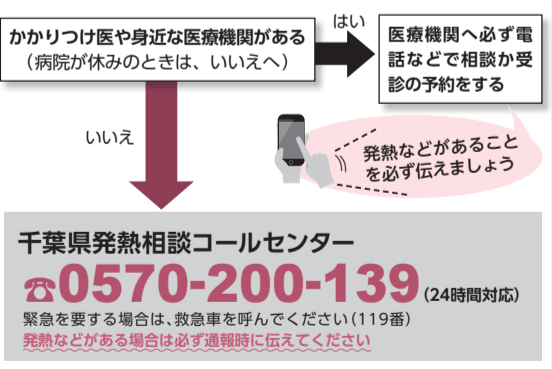 かかりつけ医や身近な医療機関がある
（病院が休みのときは、いいえへ）
はい
医療機関へ必ず電
話などで相談か受
診の予約をする
いいえ
発熱などがあること
を必ず伝えましょう
千葉県発熱相談コールセンター
☎0570-200-139（24時間対応）
緊急を要する場合は、救急車を呼んでください（119番）
発熱などがある場合は必ず通報時に伝えてください